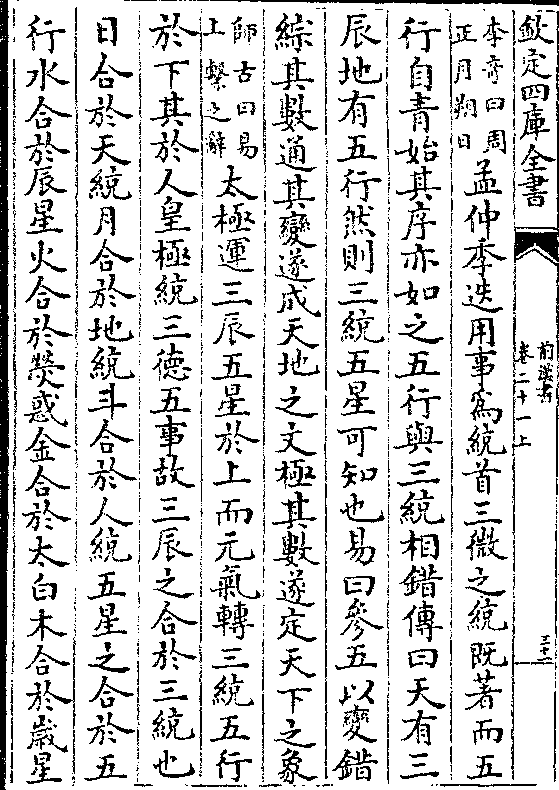 欽定四庫全書
前漢書
卷二十一上
李竒曰周
正月朔日
孟仲季迭用事為統首三微之統既著而五
行自青始其序亦如之五行與三統相錯傳曰天有三
辰地有五行然則三統五星可知也易曰參五以變錯
綜其數通其變遂成天地之文極其數遂定天下之象
師古曰易
上繫之辭
太極運三辰五星於上而元氣轉三統五行
於下其於人皇極統三德五事故三辰之合於三統也
日合於天統月合於地統斗合於人統五星之合於五
行水合於辰星火合於熒惑金合於太白木合於嵗星